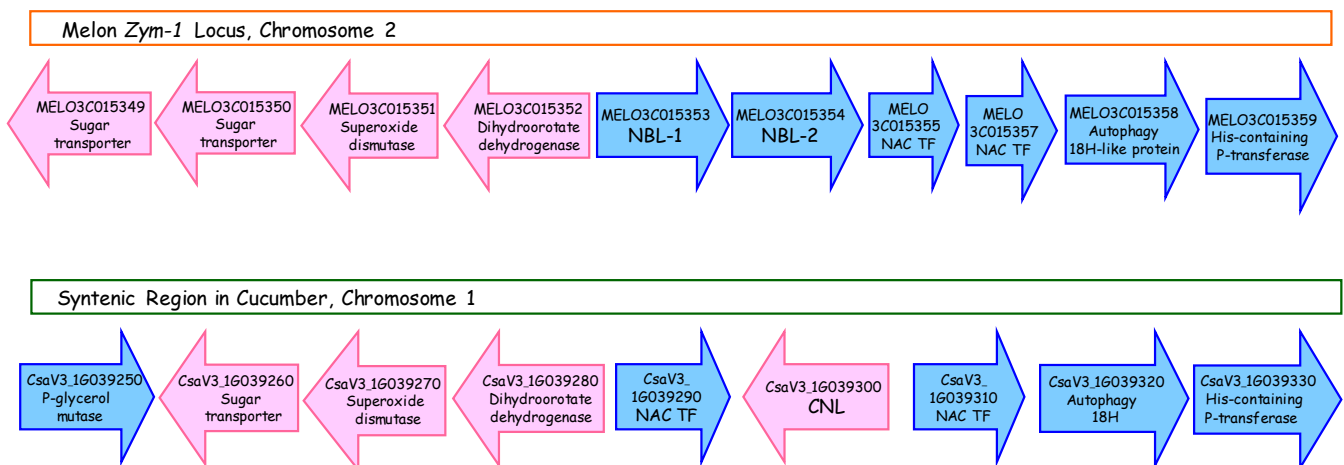 Melon Zym-1 Locus, Chromosome 2
MELO3C015349
Sugar
transporter
MELO3C015350
Sugar
transporter
MELO3C015351
Superoxide
dismutase
MELO3C015352
Dihydroorotate
dehydrogenase
MELO3C015353
NBL-1
MELO3C015354
NBL-2
MELO
3C015355
NAC TF
MELO
3C015357
NAC TF
MELO3C015358
Autophagy
18H-like protein
MELO3C015359
His-containing
P-transferase
Syntenic Region in Cucumber, Chromosome 1
CsaV3_1G039250
P-glycerol
mutase
CsaV3_1G039260
Sugar
transporter
CsaV3_1G039270
Superoxide
dismutase
CsaV3_1G039280
Dihydroorotate
dehydrogenase
CsaV3_
1G039290
NAC TF
CsaV3_1G039300
CNL
CsaV3_
1G039310
NAC TF
CsaV3_1G039320
Autophagy
18H
CsaV3_1G039330
His-containing
P-transferase